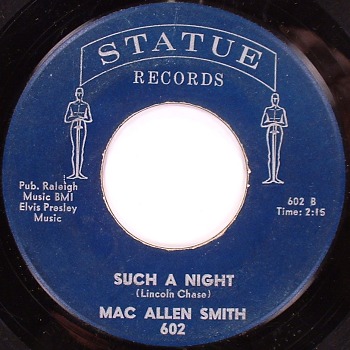 STATUE
RECORDS
Pub. Raleigh
Music BMI
Elvis Presley
Music
602 B
Time: 2:15
SUCH A NIGHT
(Lincoln Chase)
MAC ALLEN SMITH
602